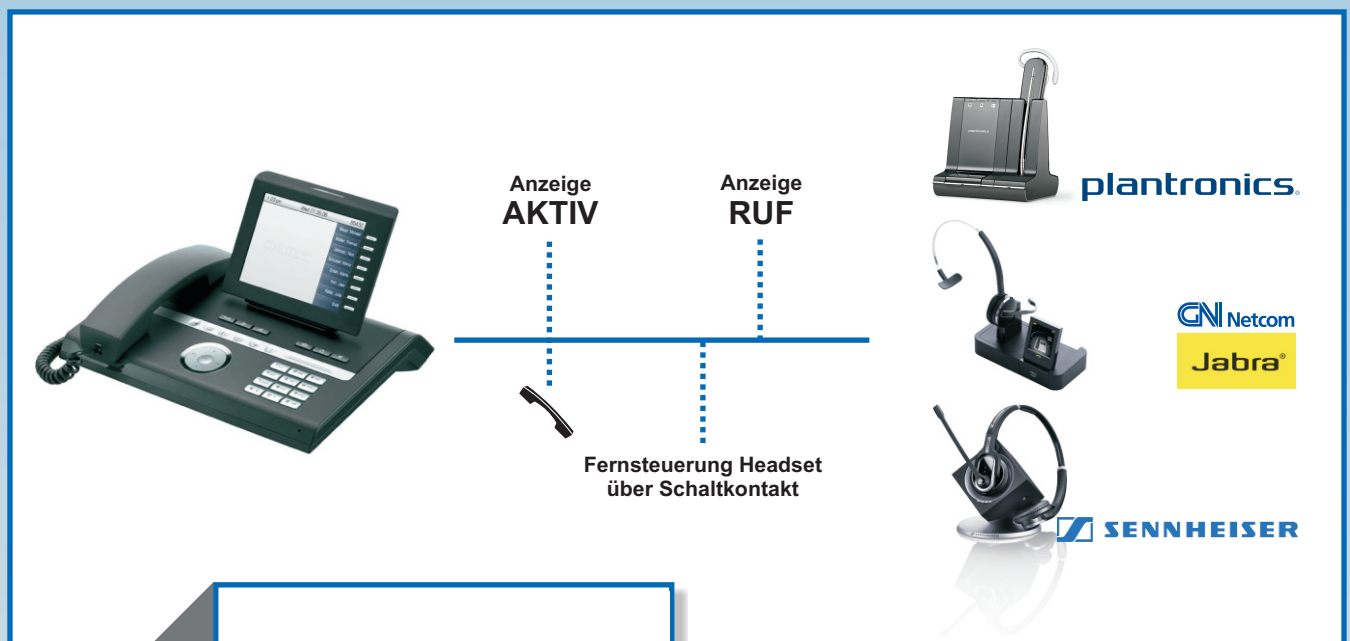 plantronics.
Anzeige
AKTIV
Anzeige
RUF
GN Netcom
Jabra®
Fernsteuerung Headset
über Schaltkontakt
SENNHEISER